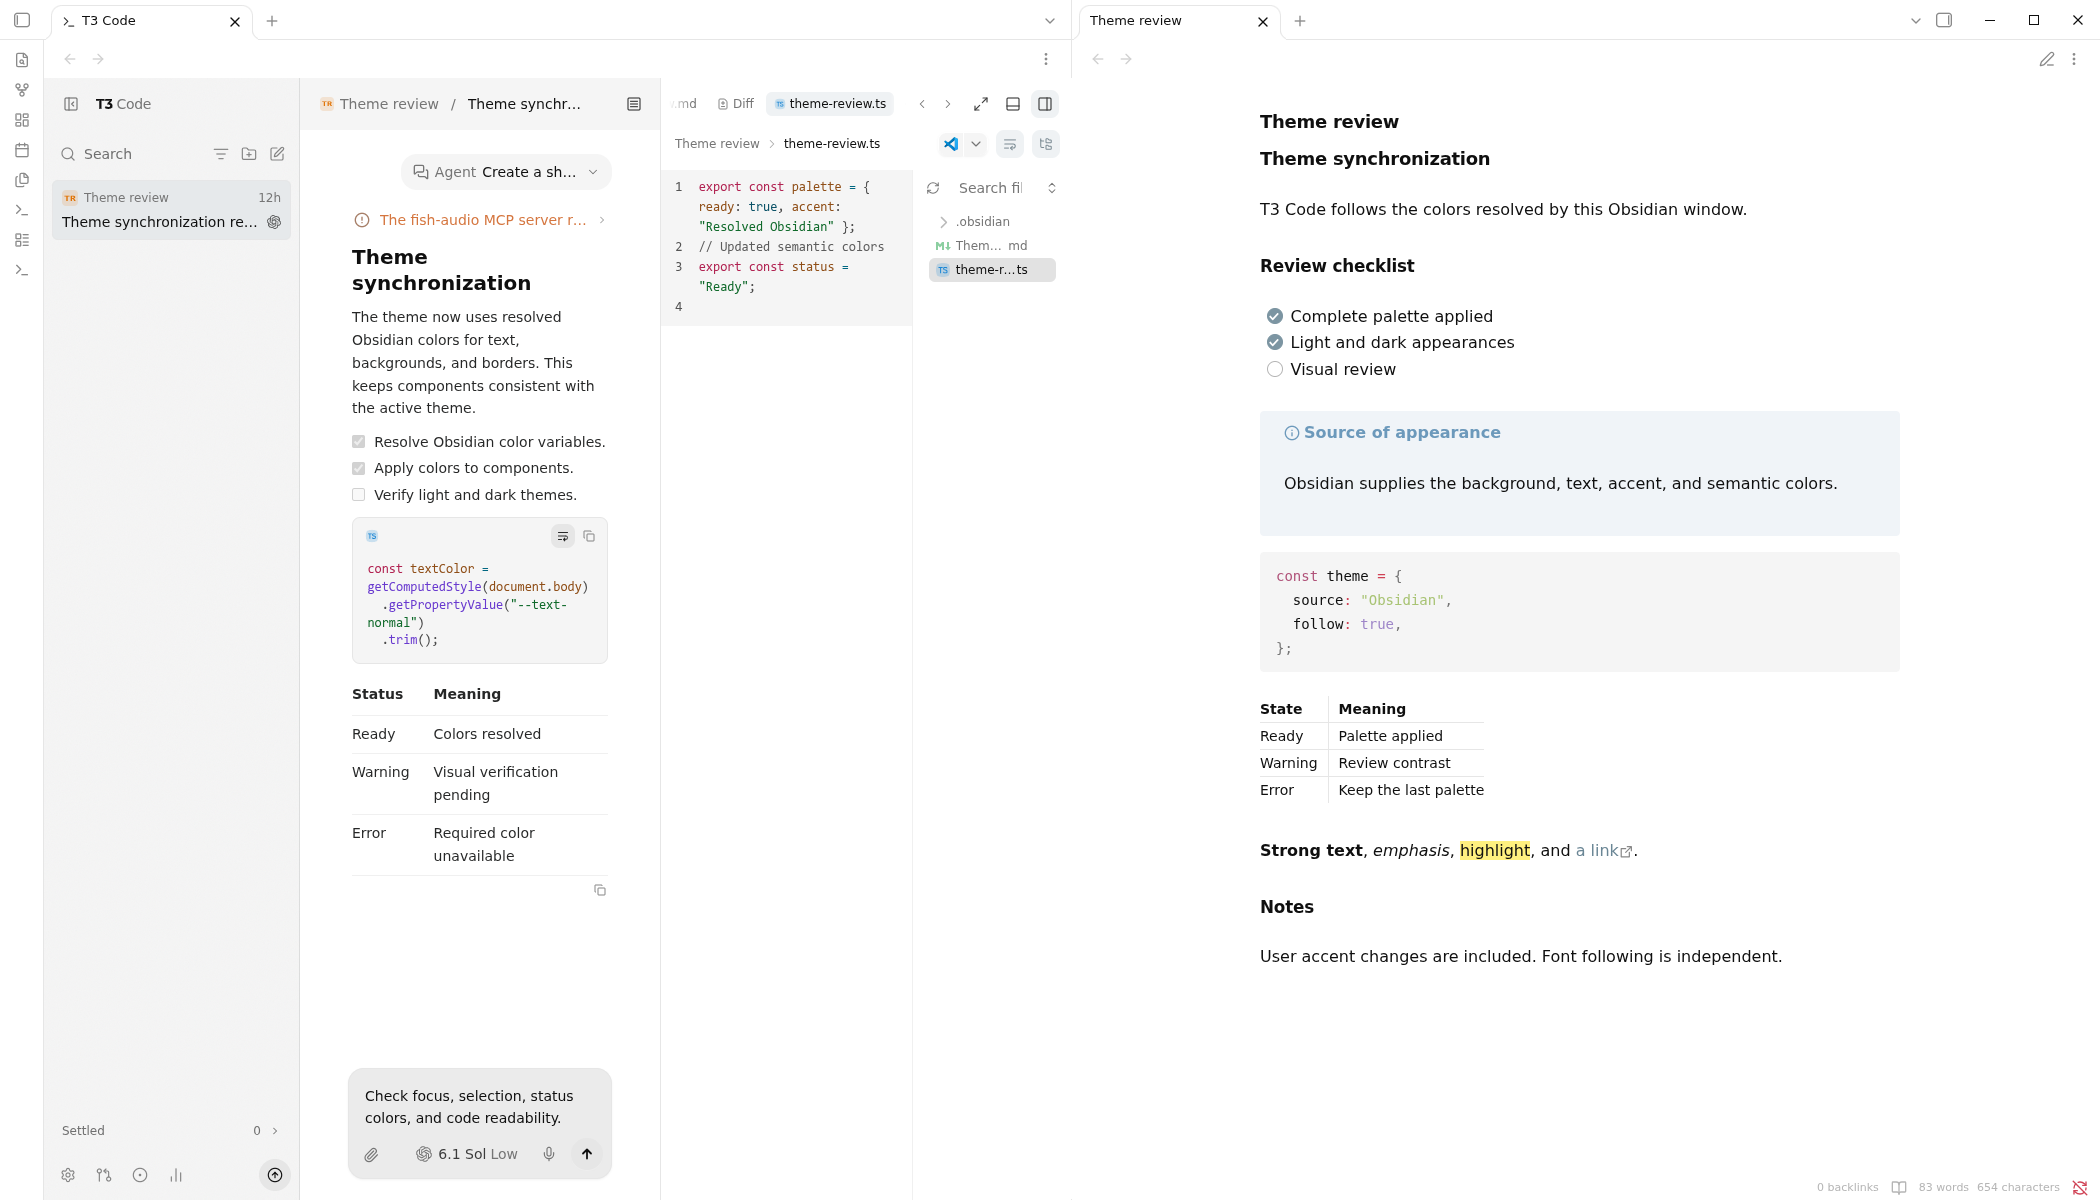 T3 Code
Theme review
T3 Code
Search
TR Theme review 12h
Theme synchronization re...
Settled 0
TR Theme review / Theme synchr...
Agent Create a sh...
The fish-audio MCP server r...
Theme
synchronization
The theme now uses resolved
Obsidian colors for text,
backgrounds, and borders. This
keeps components consistent with
the active theme.
Resolve Obsidian color variables.
Apply colors to components.
Verify light and dark themes.
TS
const textColor =
getComputedStyle(document.body)
.getPropertyValue("--text-
normal")
.trim();
Status Meaning
Ready Colors resolved
Warning Visual verification
pending
Error Required color
unavailable
Check focus, selection, status
colors, and code readability.
6.1 Sol Low
.md Diff TS theme-review.ts
Theme review > theme-review.ts
1 export const palette = {
ready: true, accent:
"Resolved Obsidian" };
2 // Updated semantic colors
3 export const status =
"Ready";
4
Search fil
.obsidian
M Them... md
TS theme-r...ts
Theme review
Theme synchronization
T3 Code follows the colors resolved by this Obsidian window.
Review checklist
Complete palette applied
Light and dark appearances
Visual review
Source of appearance
Obsidian supplies the background, text, accent, and semantic colors.
const theme = {
source: "Obsidian",
follow: true,
};
State Meaning
Ready Palette applied
Warning Review contrast
Error Keep the last palette
Strong text, emphasis, highlight, and a link.
Notes
User accent changes are included. Font following is independent.
0 backlinks 83 words 654 characters